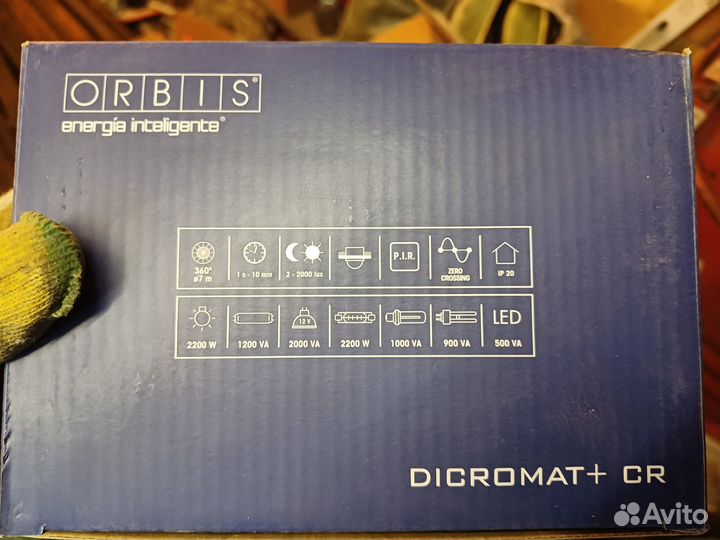 ORBIS®
energía inteligente®
360° 1 s - 10 min 2 - 2000 lux P.I.R. ZERO IP 20
ø7 m CROSSING
12 V LED
2200 W 1200 VA 2000 VA 2200 W 1000 VA 900 VA 500 VA
DICROMAT+ CR
Avito